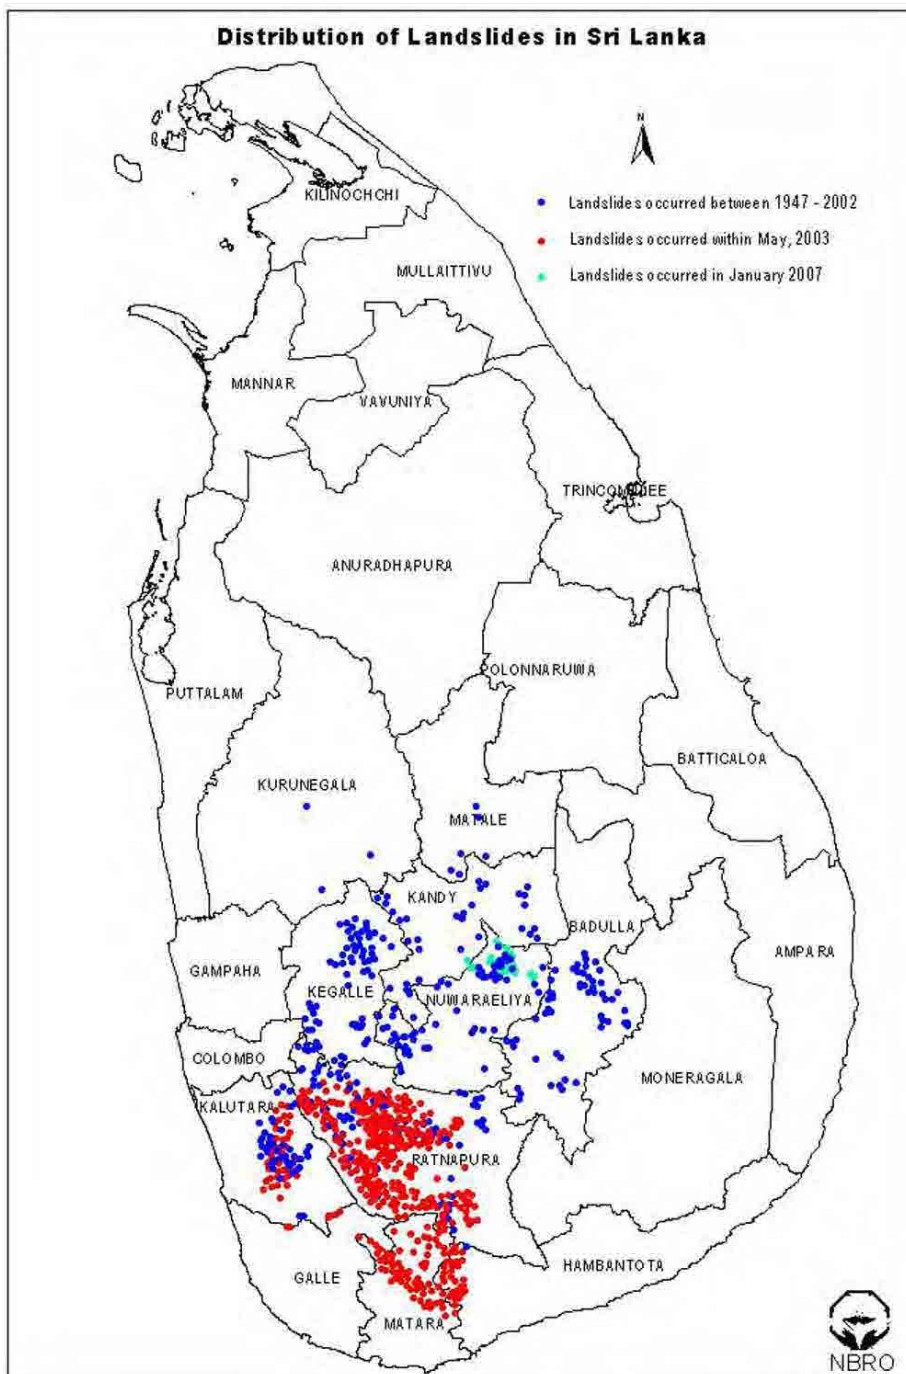 Distribution of Landslides in Sri Lanka
N
Landslides occurred between 1947 - 2002
Landslides occurred within May, 2003
Landslides occurred in January 2007
KILINOCHCHI
MULLAITTIVU
MANNAR
VAVUNIYA
TRINCOMALEE
ANURADHAPURA
POLONNARUWA
PUTTALAM
BATTICALOA
KURUNEGALA
MATALE
KANDY
BADULLA
AMPARA
GAMPAHA
KEGALLE
NUWARAELIYA
COLOMBO
MONERAGALA
KALUTARA
RATNAPURA
HAMBANTOTA
GALLE
MATARA
NBRO